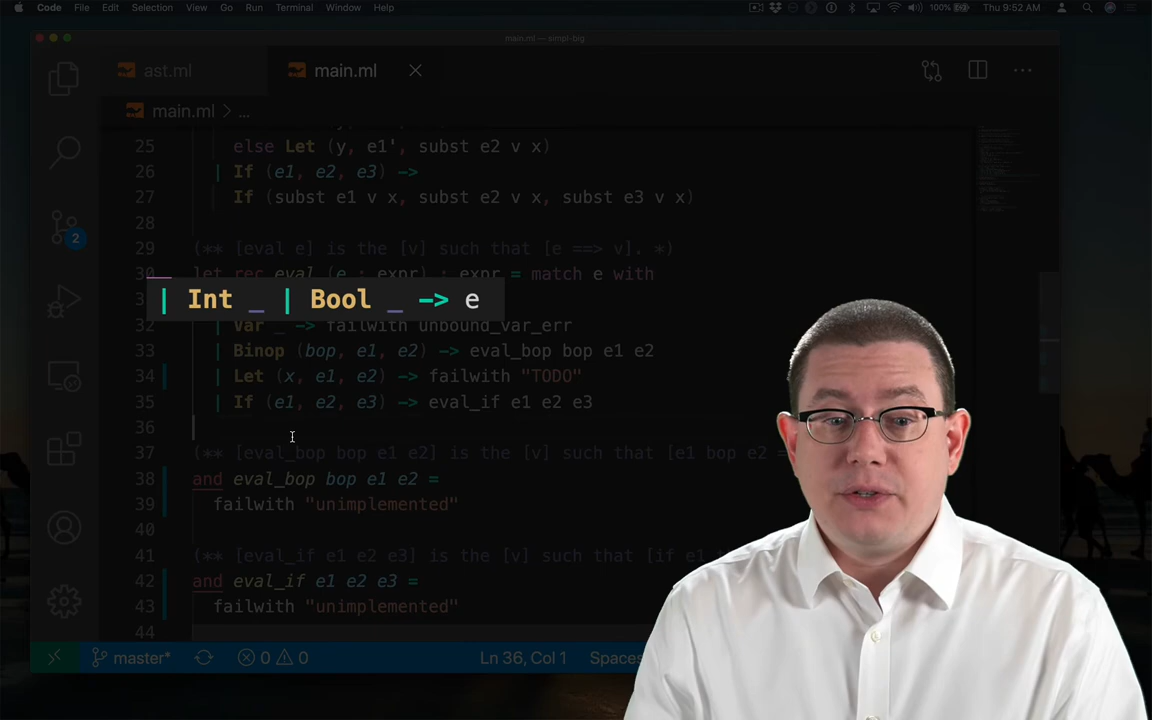 Code File Edit Selection View Go Run Terminal Window Help 100% Thu 9:52 AM
main.ml — simpl-big
ast.ml main.ml
main.ml > ...
25 else Let (y, e1', subst e2 v x)
26 | If (e1, e2, e3) ->
27 If (subst e1 v x, subst e2 v x, subst e3 v x)
28
29 (** [eval e] is the [v] such that [e ==> v]. *)
30 let rec eval (e : expr) : expr = match e with
| Int _ | Bool _ -> e
32 | Var _ -> failwith unbound_var_err
33 | Binop (bop, e1, e2) -> eval_bop bop e1 e2
34 | Let (x, e1, e2) -> failwith "TODO"
35 | If (e1, e2, e3) -> eval_if e1 e2 e3
36
37 (** [eval_bop bop e1 e2] is the [v] such that [e1 bop e2 =
38 and eval_bop bop e1 e2 =
39 failwith "unimplemented"
40
41 (** [eval_if e1 e2 e3] is the [v] such that [if e1
42 and eval_if e1 e2 e3 =
43 failwith "unimplemented"
44
2
master* 0 0 Ln 36, Col 1 Spaces